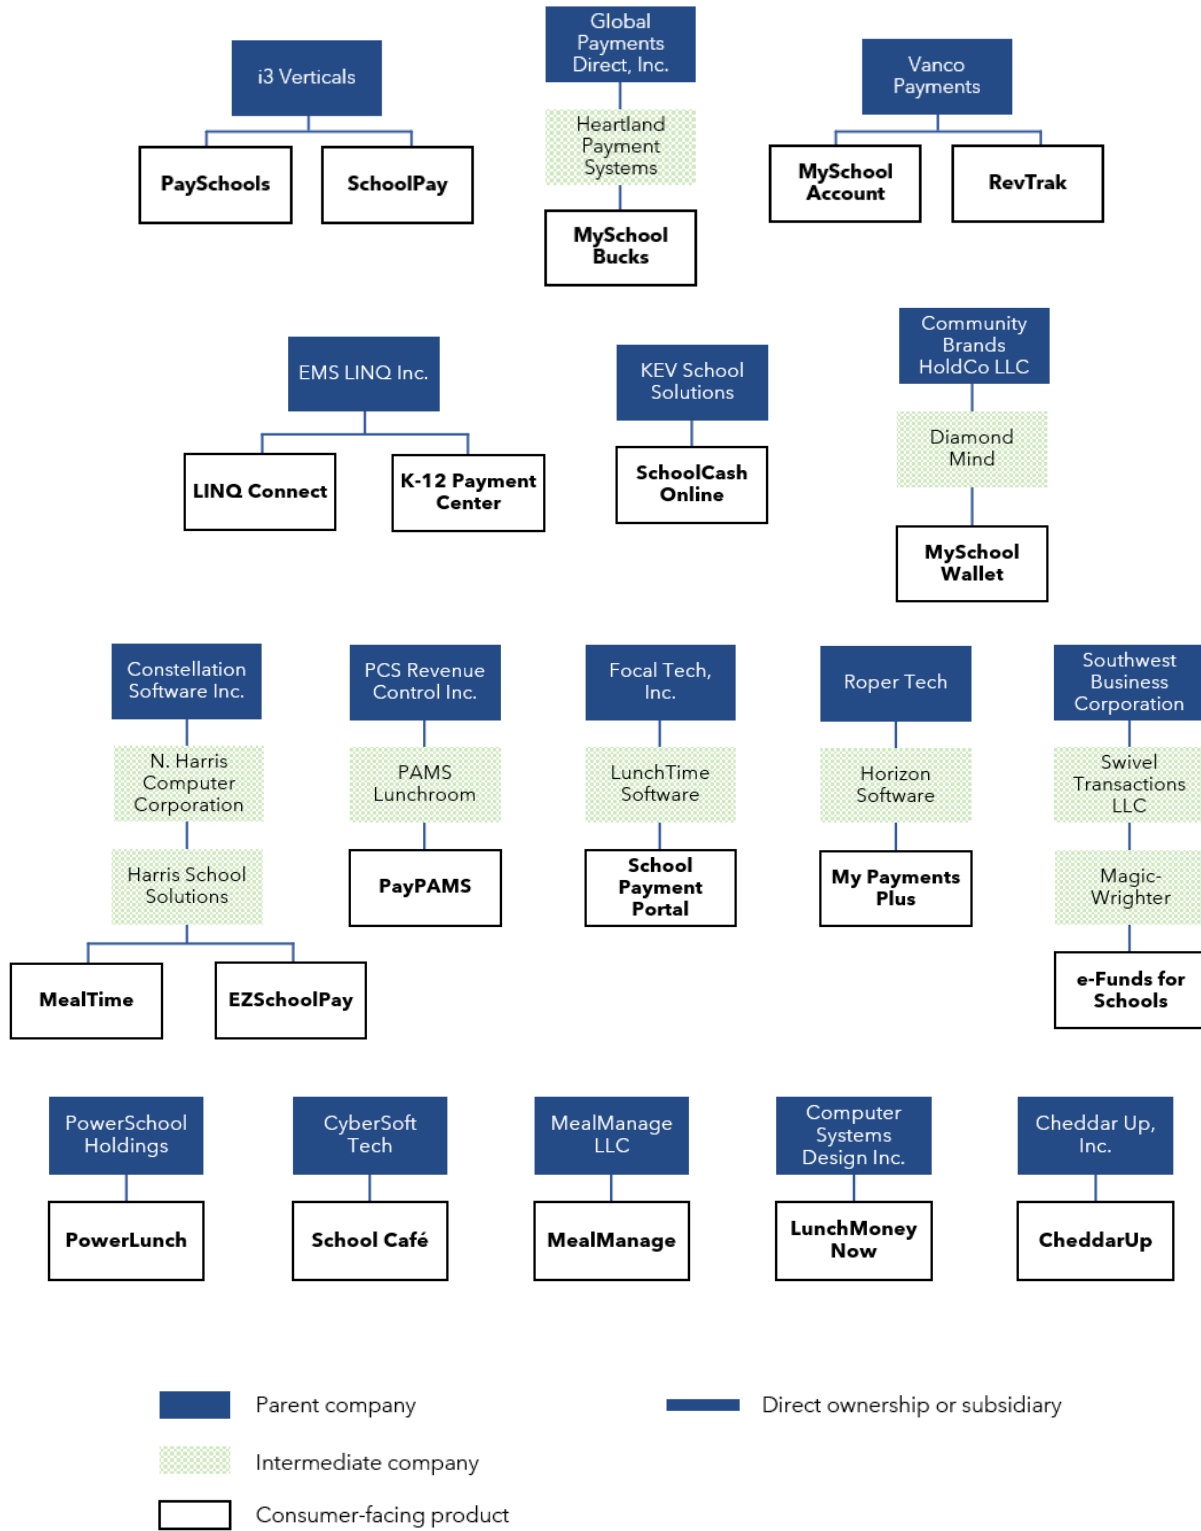 i3 Verticals
PaySchools
SchoolPay
Global
Payments
Direct, Inc.
Heartland
Payment
Systems
MySchool
Bucks
Vanco
Payments
MySchool
Account
RevTrak
EMS LINQ Inc.
LINQ Connect
K-12 Payment
Center
KEV School
Solutions
SchoolCash
Online
Community
Brands
HoldCo LLC
Diamond
Mind
MySchool
Wallet
Constellation
Software Inc.
N. Harris
Computer
Corporation
Harris School
Solutions
MealTime
EZSchoolPay
PCS Revenue
Control Inc.
PAMS
Lunchroom
PayPAMS
Focal Tech,
Inc.
LunchTime
Software
School
Payment
Portal
Roper Tech
Horizon
Software
My Payments
Plus
Southwest
Business
Corporation
Swivel
Transactions
LLC
Magic-
Wrighter
e-Funds for
Schools
PowerSchool
Holdings
PowerLunch
CyberSoft
Tech
School Café
MealManage
LLC
MealManage
Computer
Systems
Design Inc.
LunchMoney
Now
Cheddar Up,
Inc.
CheddarUp
Parent company
Direct ownership or subsidiary
Intermediate company
Consumer-facing product